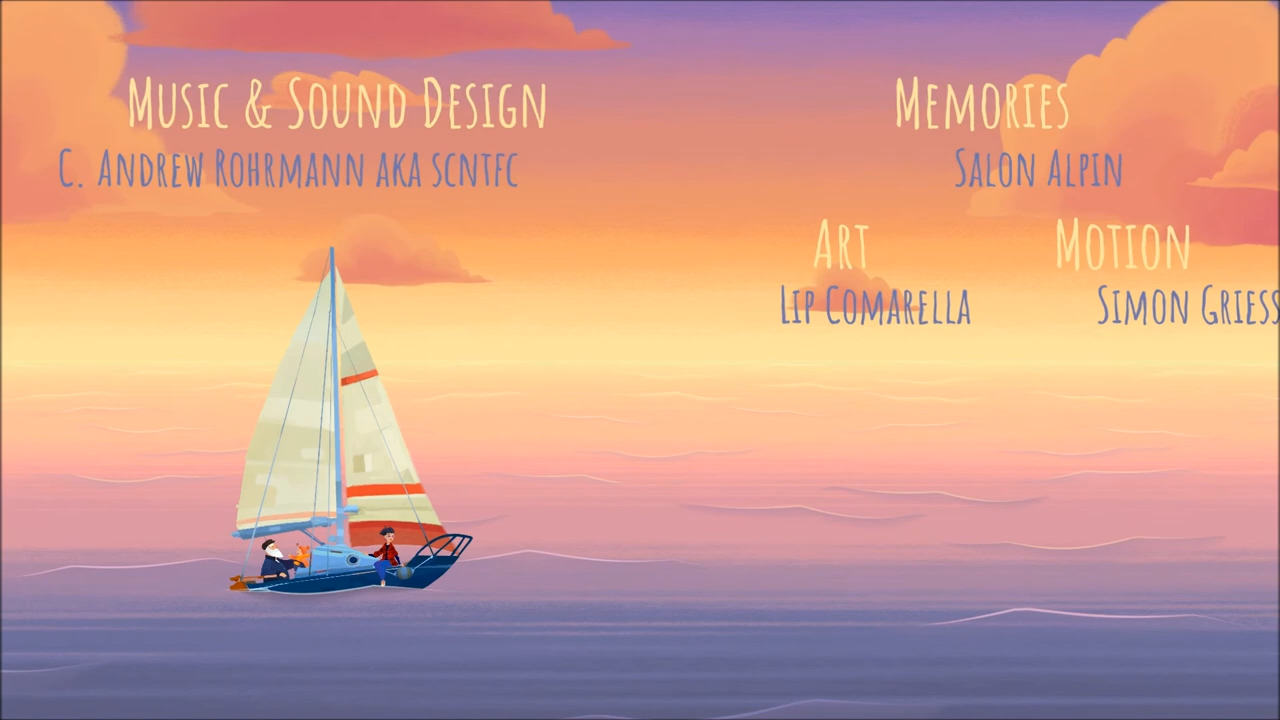 Music & Sound Design
C. Andrew Rohrmann aka scntfc
Memories
Salon Alpin
Art
Lip Comarella
Motion
Simon Griess